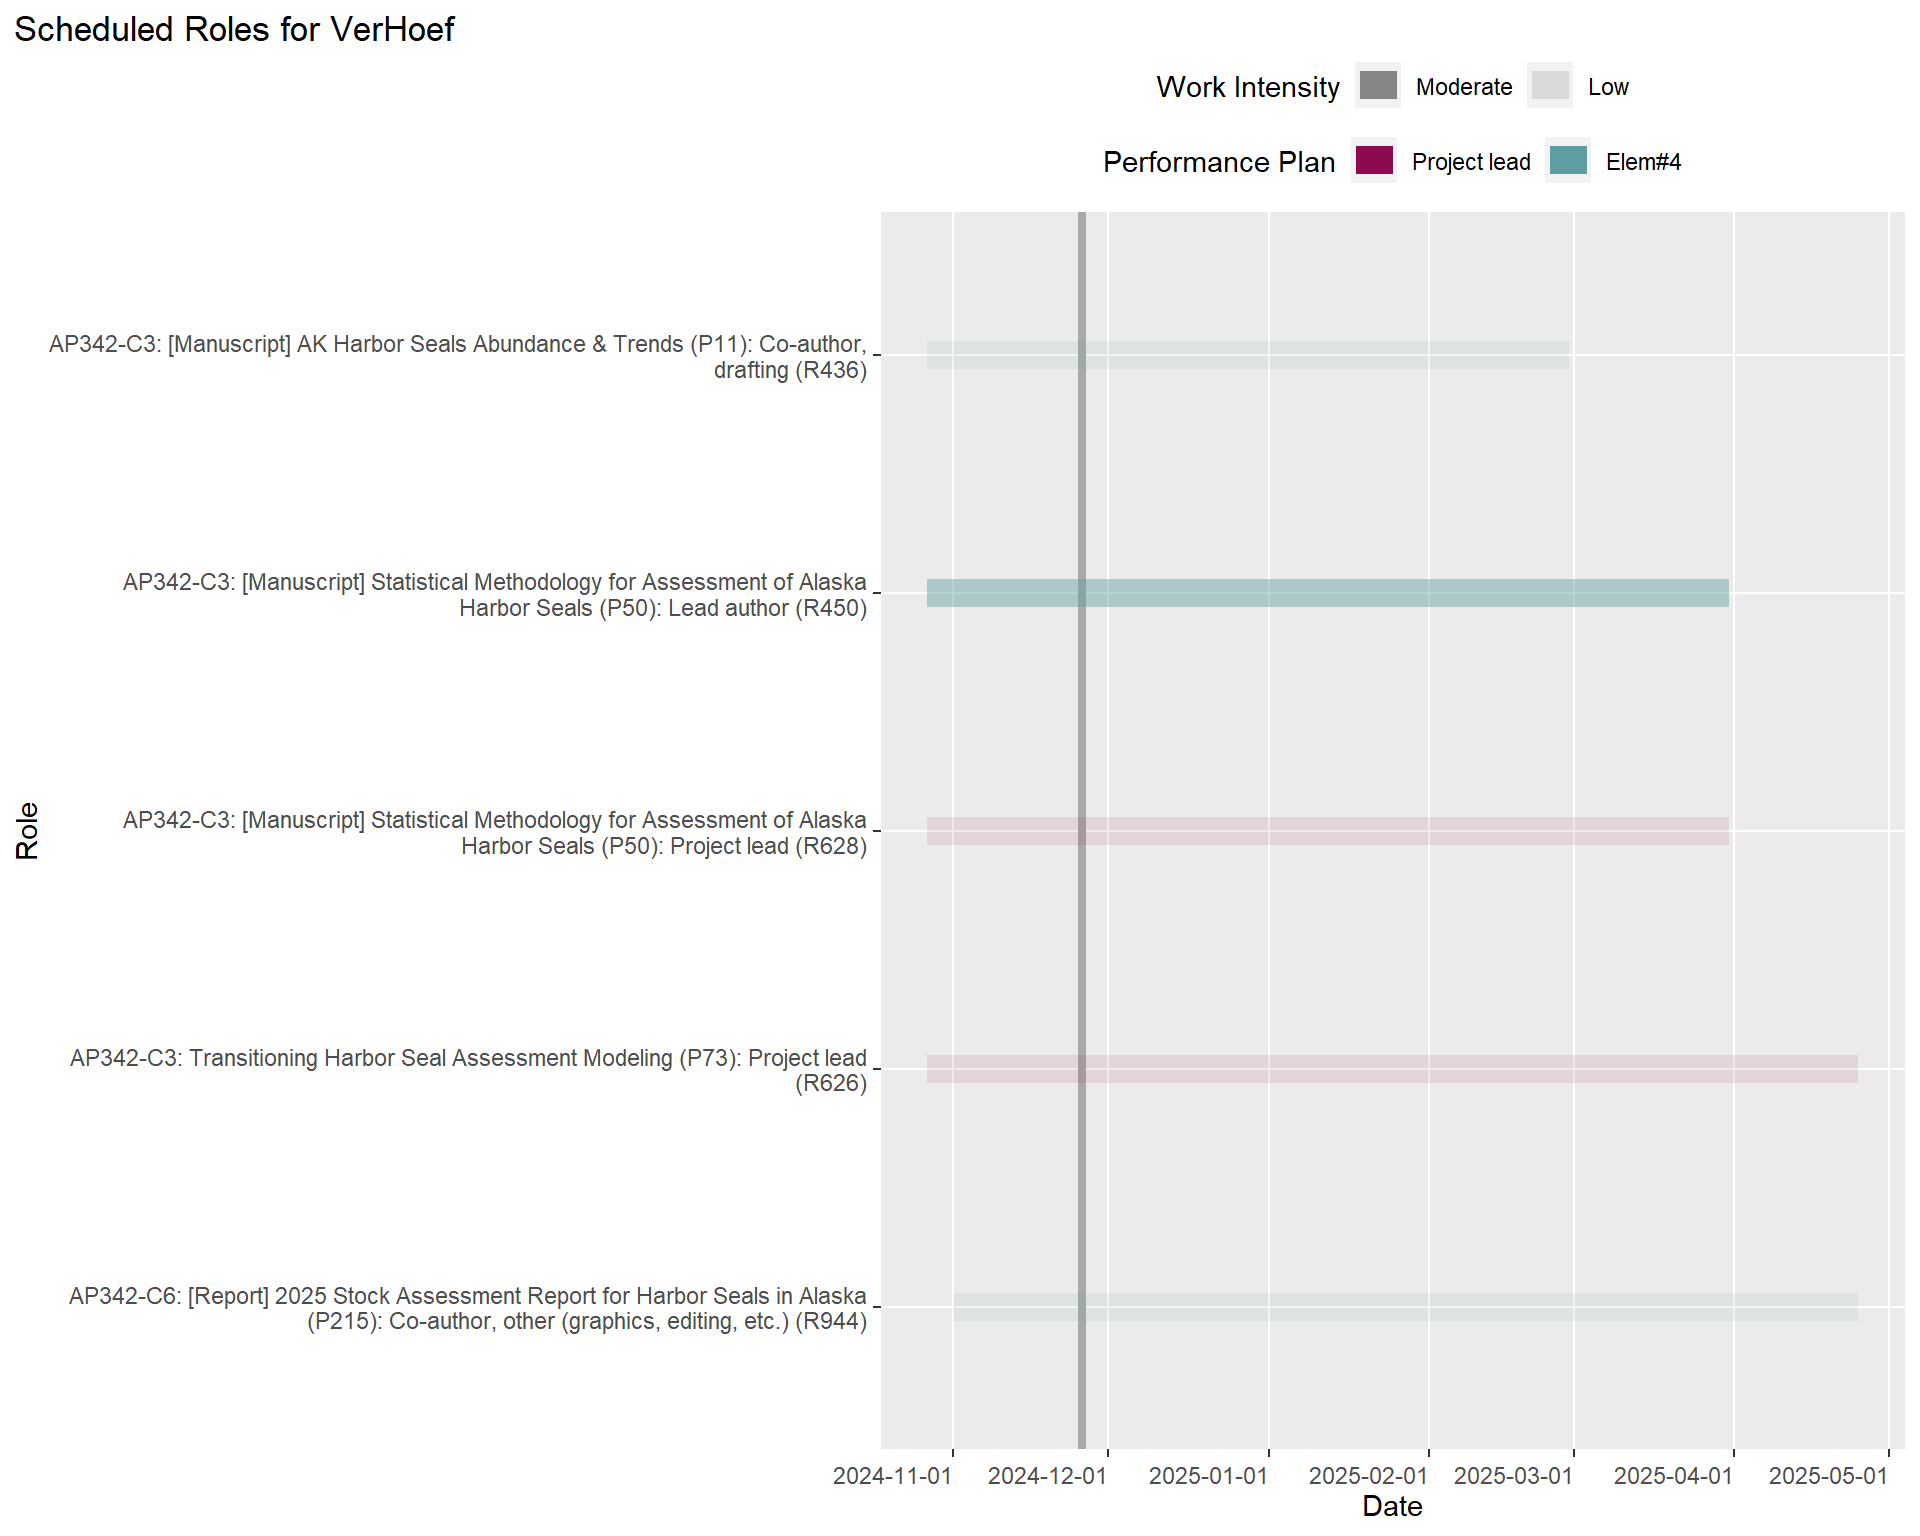 Scheduled Roles for VerHoef
Work Intensity Moderate Low
Performance Plan Project lead Elem#4
AP342-C3: [Manuscript] AK Harbor Seals Abundance & Trends (P11): Co-author,
drafting (R436)
AP342-C3: [Manuscript] Statistical Methodology for Assessment of Alaska
Harbor Seals (P50): Lead author (R450)
AP342-C3: [Manuscript] Statistical Methodology for Assessment of Alaska
Harbor Seals (P50): Project lead (R628)
AP342-C3: Transitioning Harbor Seal Assessment Modeling (P73): Project lead
(R626)
AP342-C6: [Report] 2025 Stock Assessment Report for Harbor Seals in Alaska
(P215): Co-author, other (graphics, editing, etc.) (R944)
Role
2024-11-01 2024-12-01 2025-01-01 2025-02-01 2025-03-01 2025-04-01 2025-05-01
Date